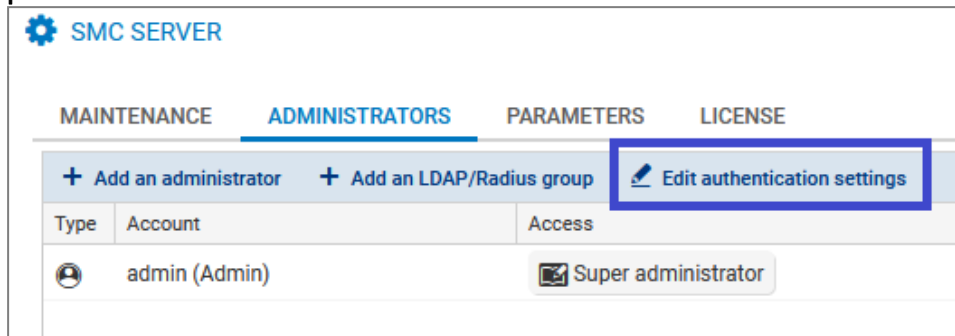 SMC SERVER
MAINTENANCE ADMINISTRATORS PARAMETERS LICENSE
+ Add an administrator + Add an LDAP/Radius group Edit authentication settings
Type Account Access
admin (Admin) Super administrator